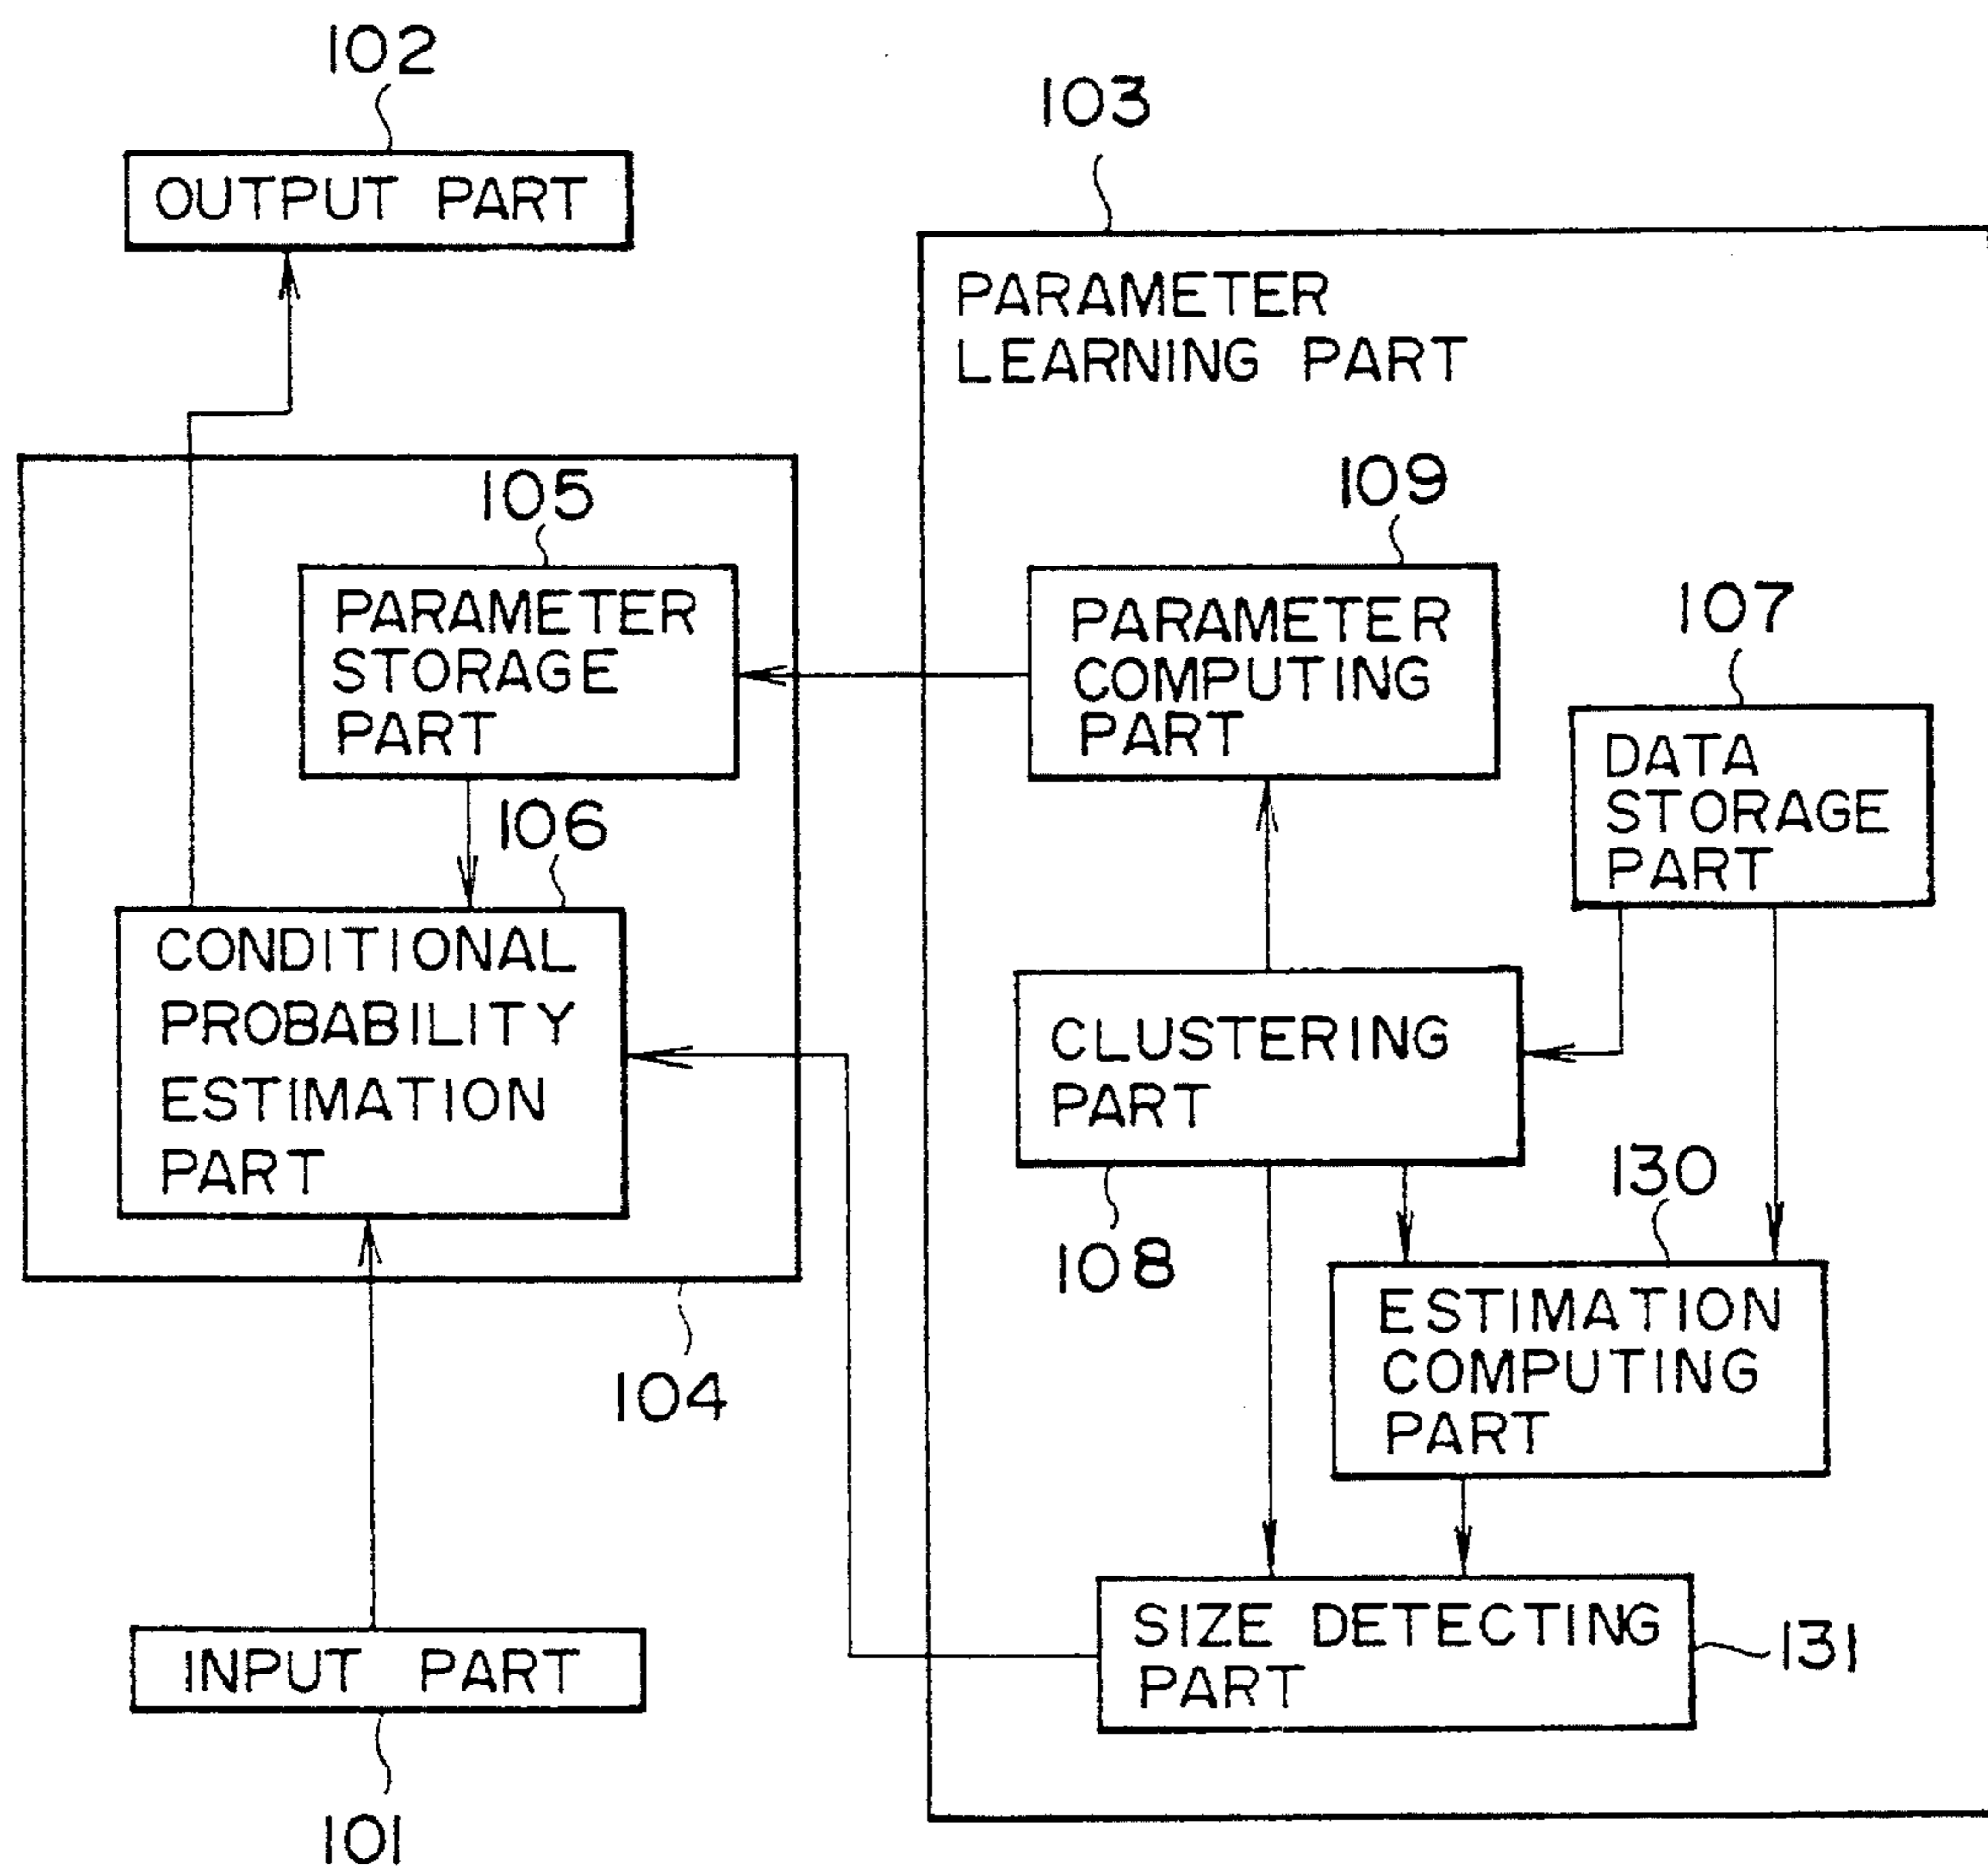 102
OUTPUT PART
103
PARAMETER
LEARNING PART
105
PARAMETER
STORAGE
PART
109
PARAMETER
COMPUTING
PART
107
DATA
STORAGE
PART
106
CONDITIONAL
PROBABILITY
ESTIMATION
PART
CLUSTERING
PART
108
130
ESTIMATION
COMPUTING
PART
104
SIZE DETECTING
PART
131
INPUT PART
101